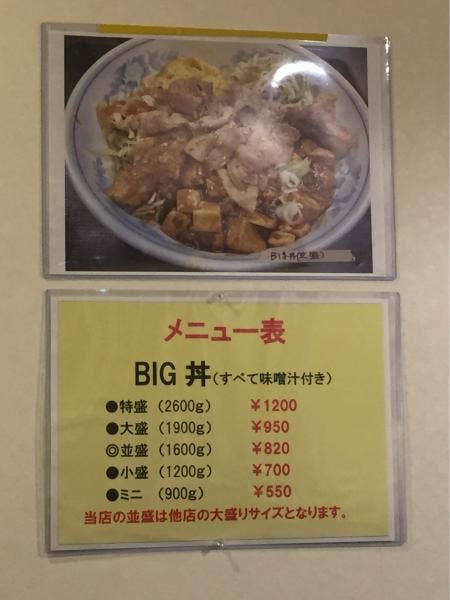 BIG丼(並盛)
メニュー表
BIG 丼(すべて味噌汁付き)
●特盛 (2600g) ￥1200
●大盛 (1900g) ￥950
◎並盛 (1600g) ￥820
●小盛 (1200g) ￥700
●ミニ (900g) ￥550
当店の並盛は他店の大盛りサイズとなります。